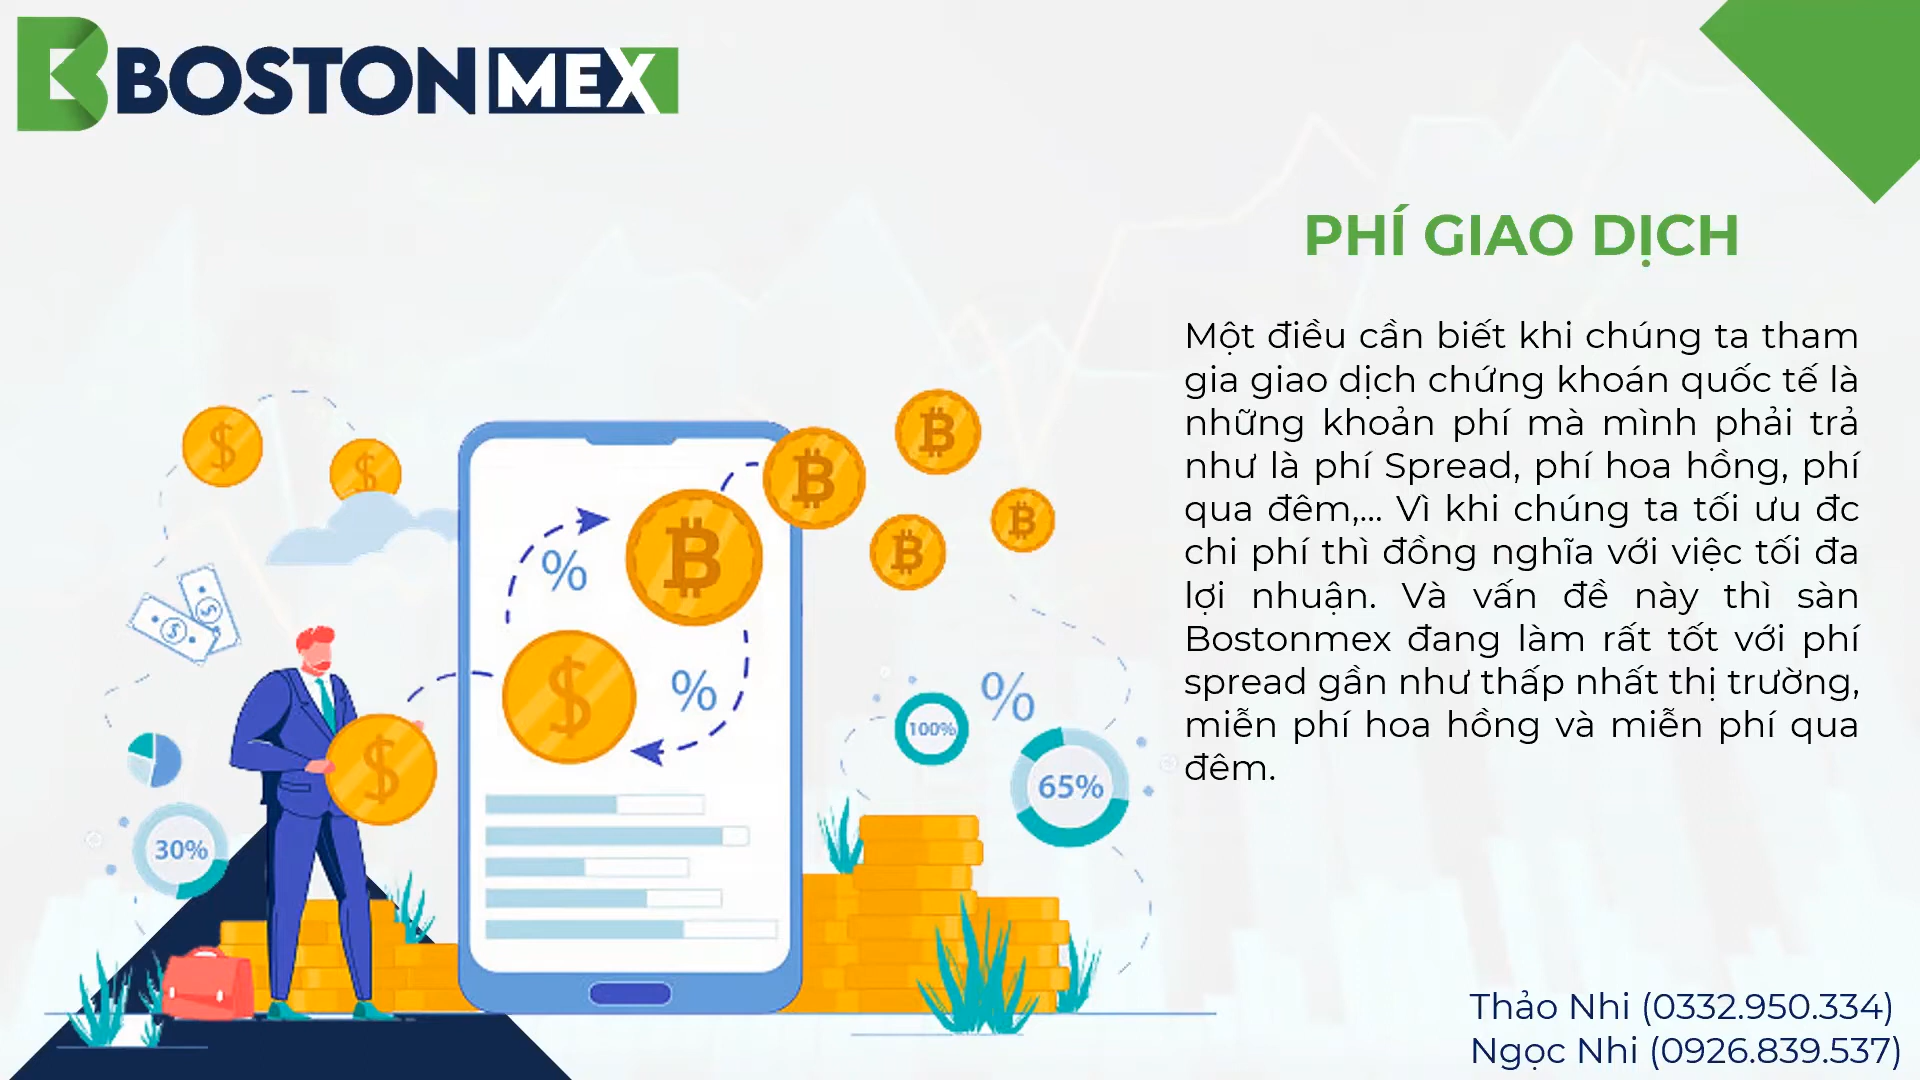 BOSTONMEX
PHÍ GIAO DỊCH
Một điều cần biết khi chúng ta tham
gia giao dịch chứng khoán quốc tế là
những khoản phí mà mình phải trả
như là phí Spread, phí hoa hồng, phí
qua đêm,... Vì khi chúng ta tối ưu đc
chi phí thì đồng nghĩa với việc tối đa
lợi nhuận. Và vấn đề này thì sàn
Bostonmex đang làm rất tốt với phí
spread gần như thấp nhất thị trường,
miễn phí hoa hồng và miễn phí qua
đêm.
%
%
%
100%
65%
30%
Thảo Nhi (0332.950.334)
Ngọc Nhi (0926.839.537)